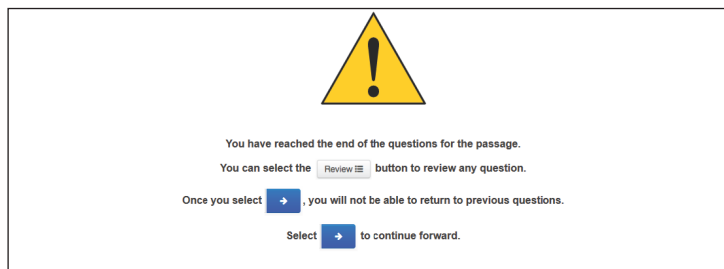 You have reached the end of the questions for the passage.
You can select the Review button to review any question.
Once you select , you will not be able to return to previous questions.
Select to continue forward.